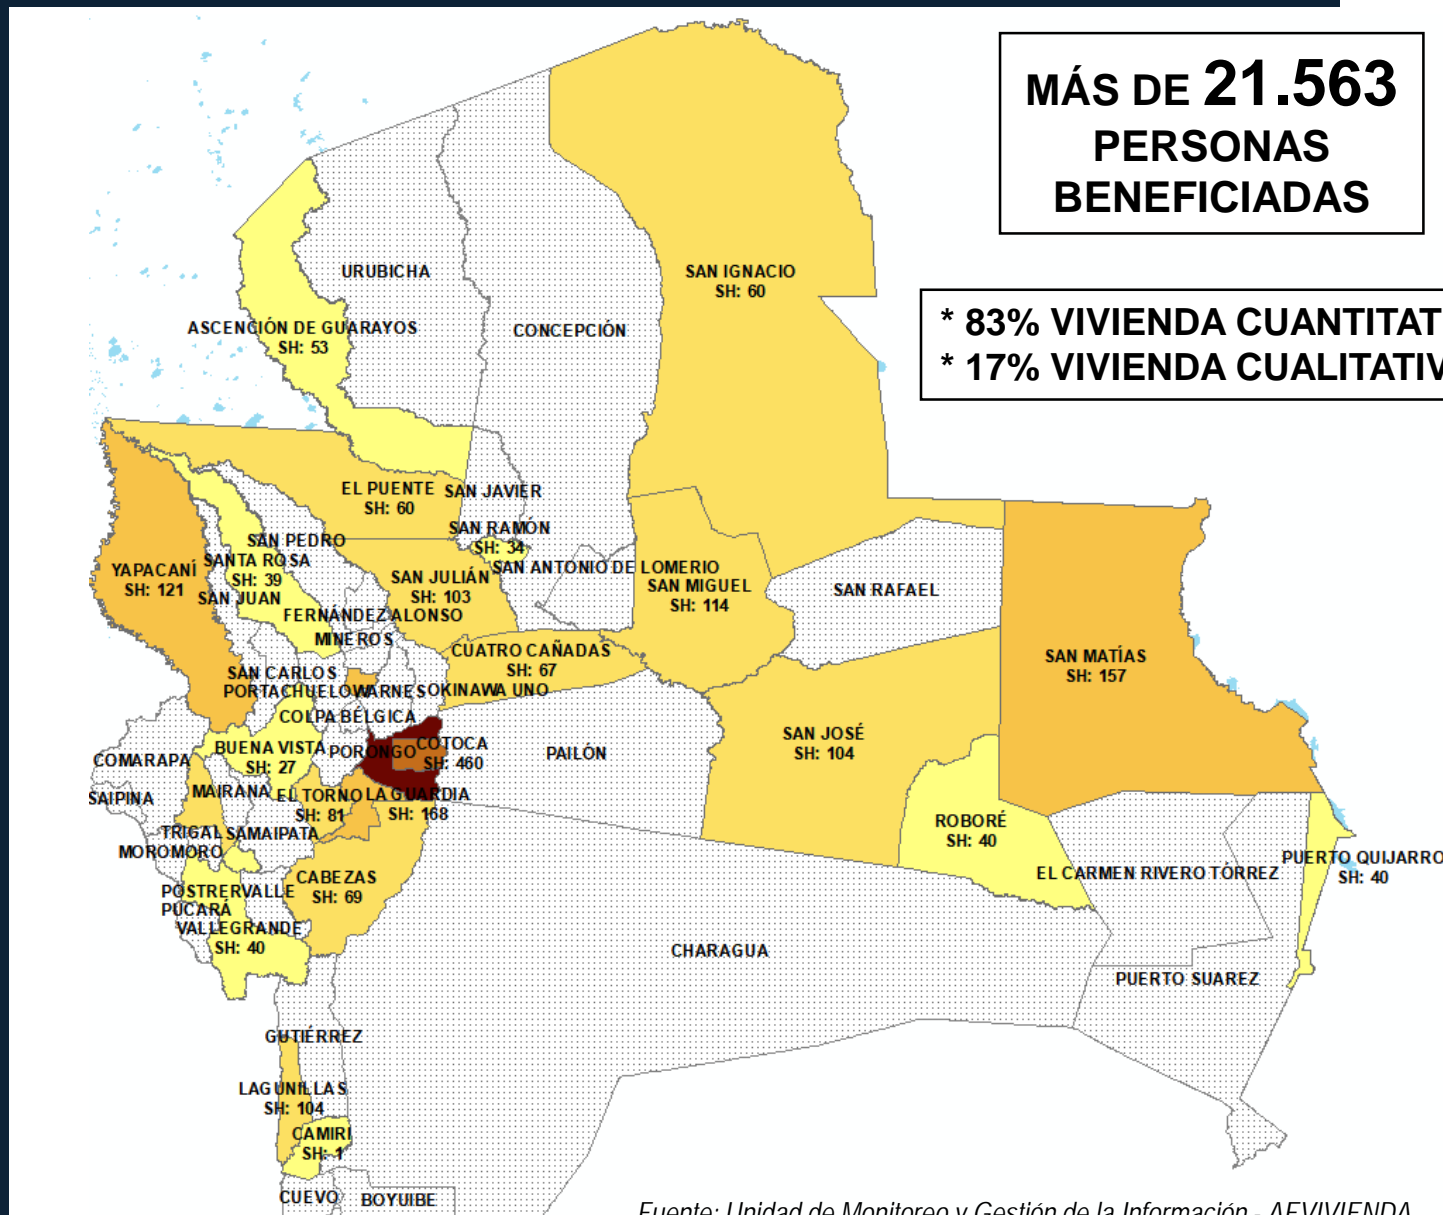 MÁS DE 21.563
PERSONAS
BENEFICIADAS
* 83% VIVIENDA CUANTITAT
* 17% VIVIENDA CUALITATIV
SAN IGNACIO
SH: 60
URUBICHA
ASCENCIÓN DE GUARAYOS
SH: 53
CONCEPCIÓN
EL PUENTE
SH: 60
SAN JAVIER
SAN RAMÓN
SH: 34
SAN PEDRO
SANTA ROSA
SH: 39
YAPACANÍ
SH: 121
SAN JUAN
SAN JULIÁN
SH: 103
SAN ANTONIO DE LOMERIO
SAN MIGUEL
SH: 114
SAN RAFAEL
FERNÁNDEZ ALONSO
MINEROS
CUATRO CAÑADAS
SH: 67
SAN MATÍAS
SH: 157
SAN CARLOS
PORTACHUELO
WARNES
OKINAWA UNO
COLPA BÉLGICA
SAN JOSÉ
SH: 104
BUENA VISTA
SH: 27
PORONGO
COTOCA
SH: 460
PAILÓN
COMARAPA
SAIPINA
MAIRANA
EL TORNO
SH: 81
LA GUARDIA
SH: 168
TRIGAL
SAMAIPATA
MOROMORO
ROBORÉ
SH: 40
PUERTO QUIJARRO
SH: 40
EL CARMEN RIVERO TÓRREZ
CABEZAS
SH: 69
POSTRERVALLE
PUCARÁ
VALLEGRANDE
SH: 40
CHARAGUA
PUERTO SUAREZ
GUTIÉRREZ
LAGUNILLAS
SH: 104
CAMIRI
SH: 1
CUEVO
BOYUIBE
Fuente: Unidad de Monitoreo y Gestión de la Información - AEVIVIENDA